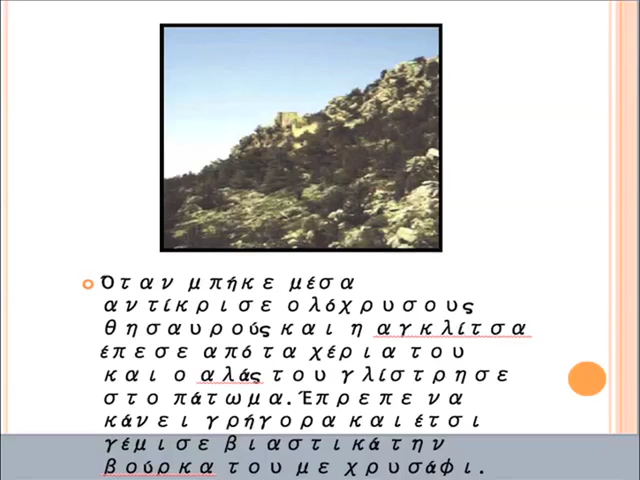 Όταν μπήκε μέσα
αντίκρισε ολόχρυσους
θησαυρούς και η αγκλίτσα
έπεσε από τα χέρια του
και ο αλάς του γλίστρησε
στο πάτωμα. Έπρεπε να
κάνει γρήγορα και έτσι
γέμισε βιαστικά την
βούρκα του με χρυσάφι.